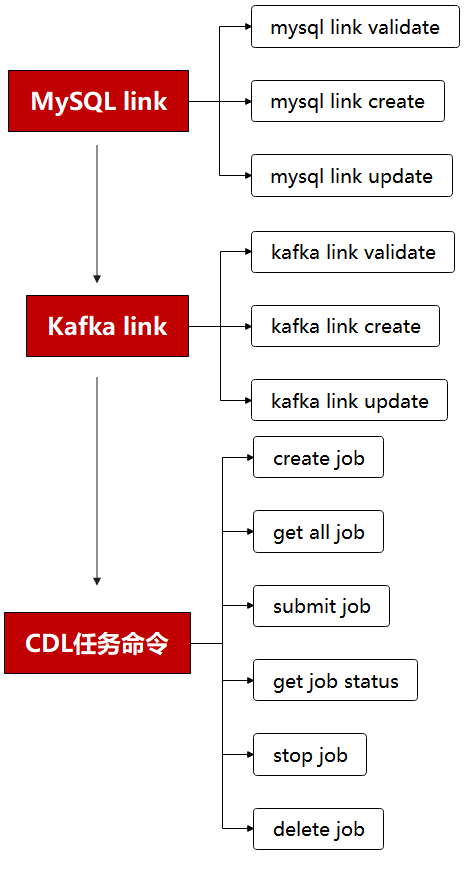 MySQL link
mysql link validate
mysql link create
mysql link update
Kafka link
kafka link validate
kafka link create
kafka link update
CDL任务命令
create job
get all job
submit job
get job status
stop job
delete job